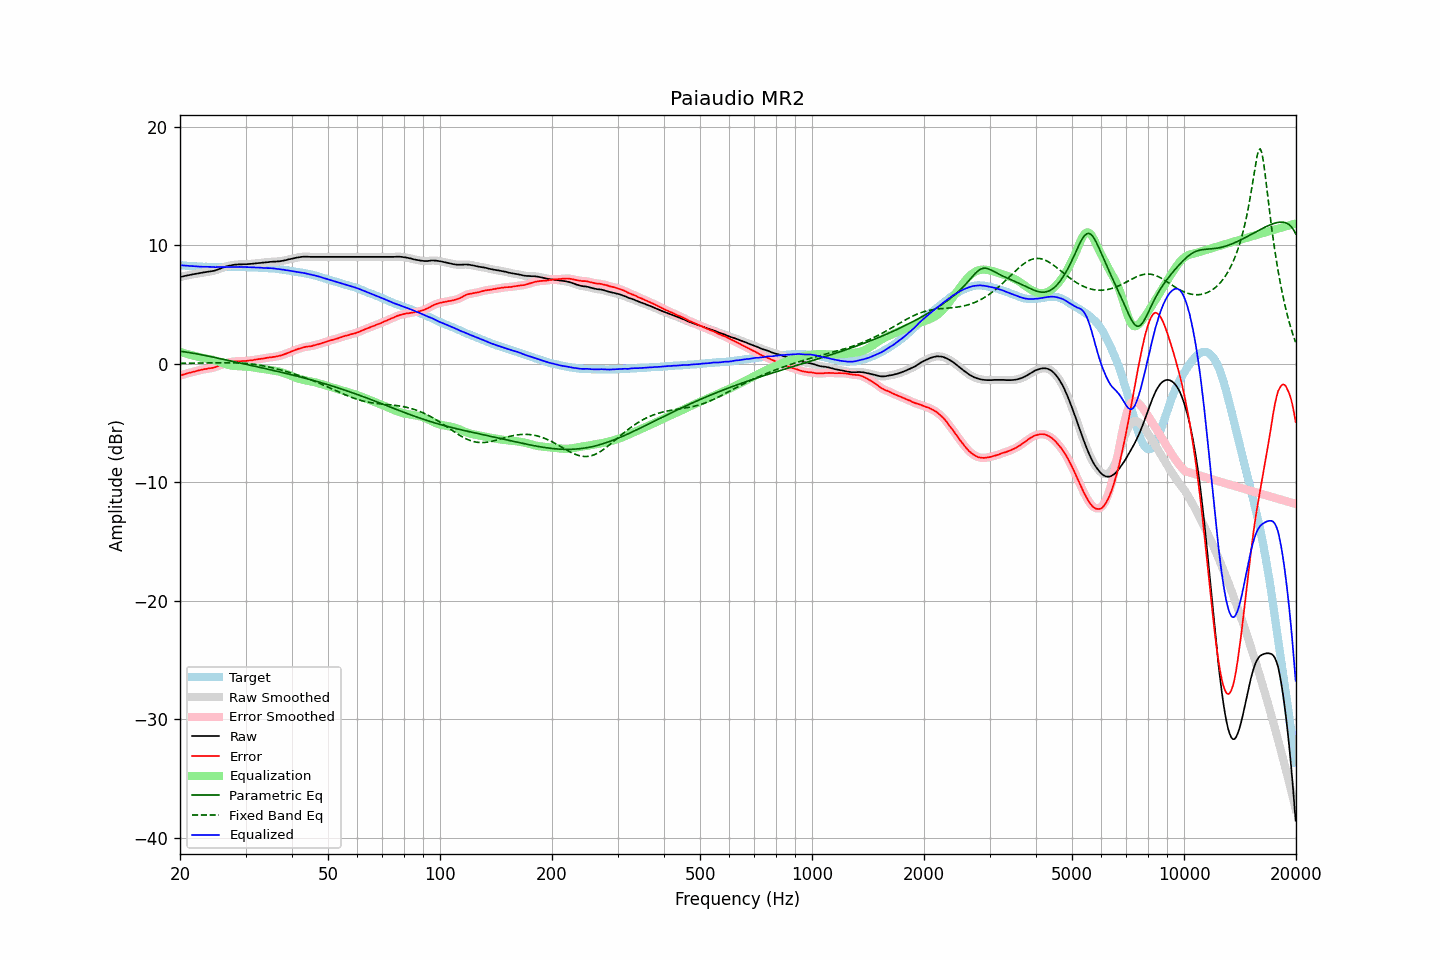 Paiaudio MR2
20
10
0
−10
−20
−30
−40
Amplitude (dBr)
Target
Raw Smoothed
Error Smoothed
Raw
Error
Equalization
Parametric Eq
Fixed Band Eq
Equalized
20 50 100 200 500 1000 2000 5000 10000 20000
Frequency (Hz)